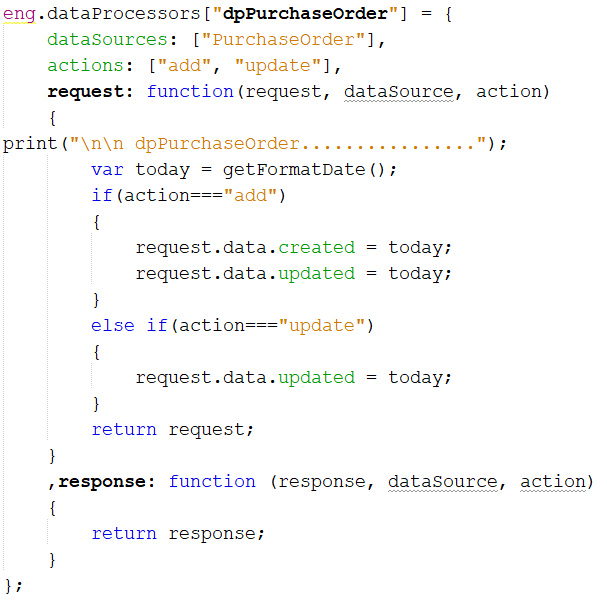 eng.dataProcessors["dpPurchaseOrder"] = {
    dataSources: ["PurchaseOrder"],
    actions: ["add", "update"],
    request: function(request, dataSource, action)
    {
print("\n\n dpPurchaseOrder................");
        var today = getFormatDate();
        if(action==="add")
        {
            request.data.created = today;
            request.data.updated = today;
        }
        else if(action==="update")
        {
            request.data.updated = today;
        }
        return request;
    }
    ,response: function (response, dataSource, action)
    {
        return response;
    }
};